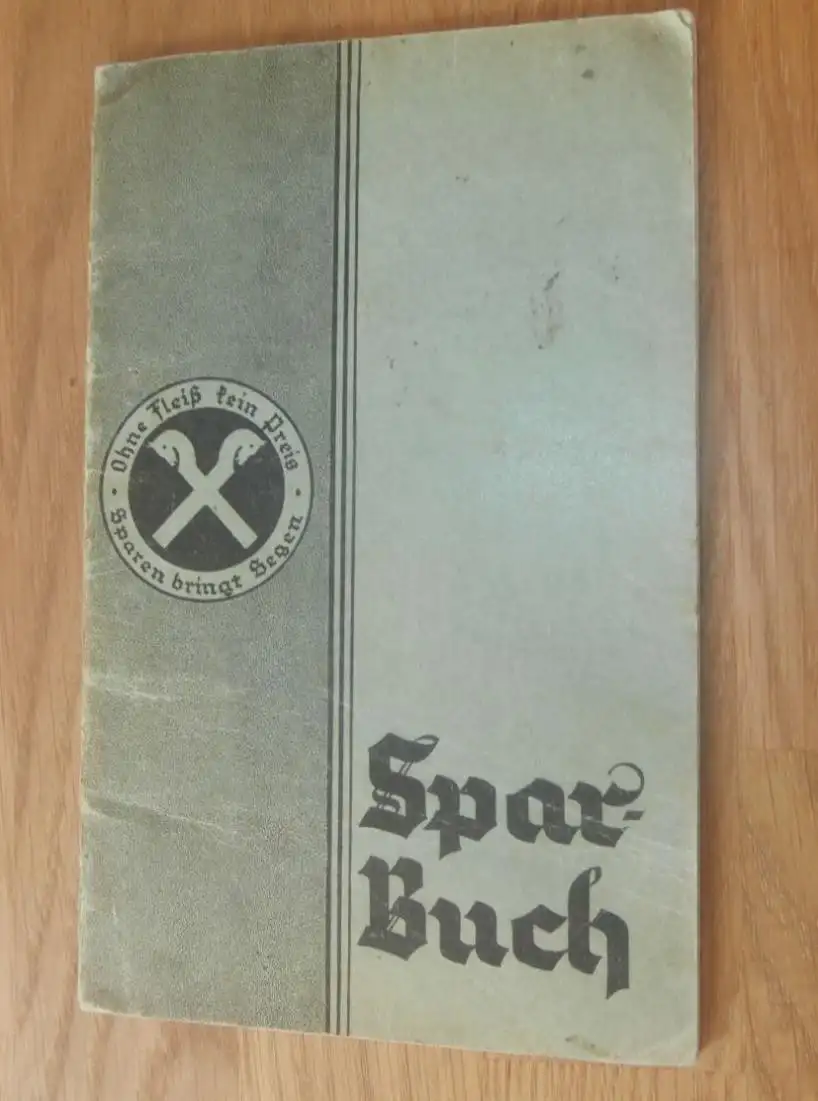 Ohne Fleiß kein Preis
Sparen bringt Segen
Spar-
Buch